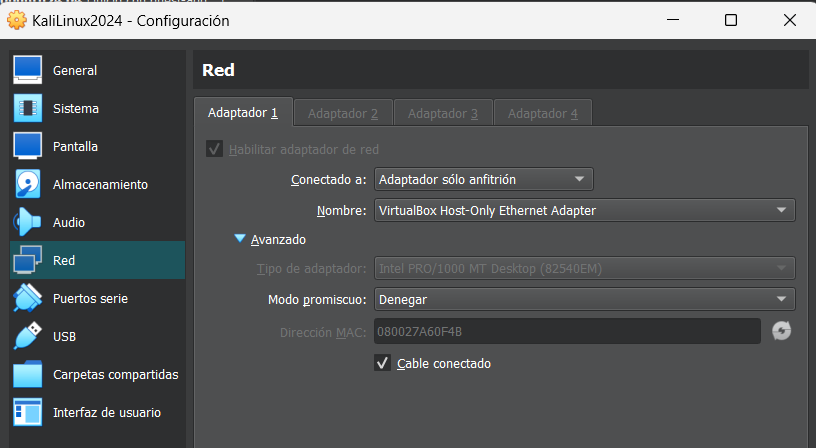 KaliLinux2024 - Configuración
General
Sistema
Pantalla
Almacenamiento
Audio
Red
Puertos serie
USB
Carpetas compartidas
Interfaz de usuario
Red
Adaptador 1 Adaptador 2 Adaptador 3 Adaptador 4
Habilitar adaptador de red
Conectado a: Adaptador sólo anfitrión
Nombre: VirtualBox Host-Only Ethernet Adapter
Avanzado
Tipo de adaptador: Intel PRO/1000 MT Desktop (82540EM)
Modo promiscuo: Denegar
Dirección MAC: 080027A60F4B
Cable conectado